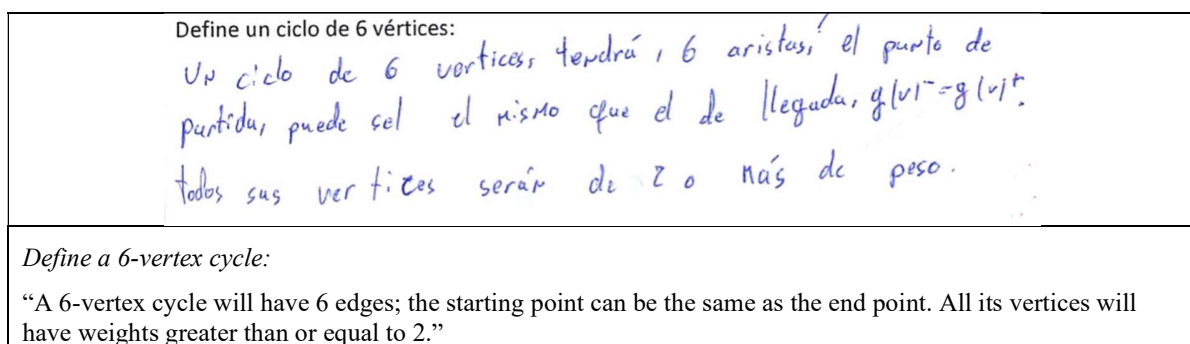 Define un ciclo de 6 vértices:
UN ciclo de 6 vertices, tendrá, 6 aristas, el punto de
partida, puede sel el mismo que el de llegada, g(v)⁻=g(v)⁺.
todos sus vertices serán de 2 o más de peso.
Define a 6-vertex cycle:
“A 6-vertex cycle will have 6 edges; the starting point can be the same as the end point. All its vertices will
have weights greater than or equal to 2.”